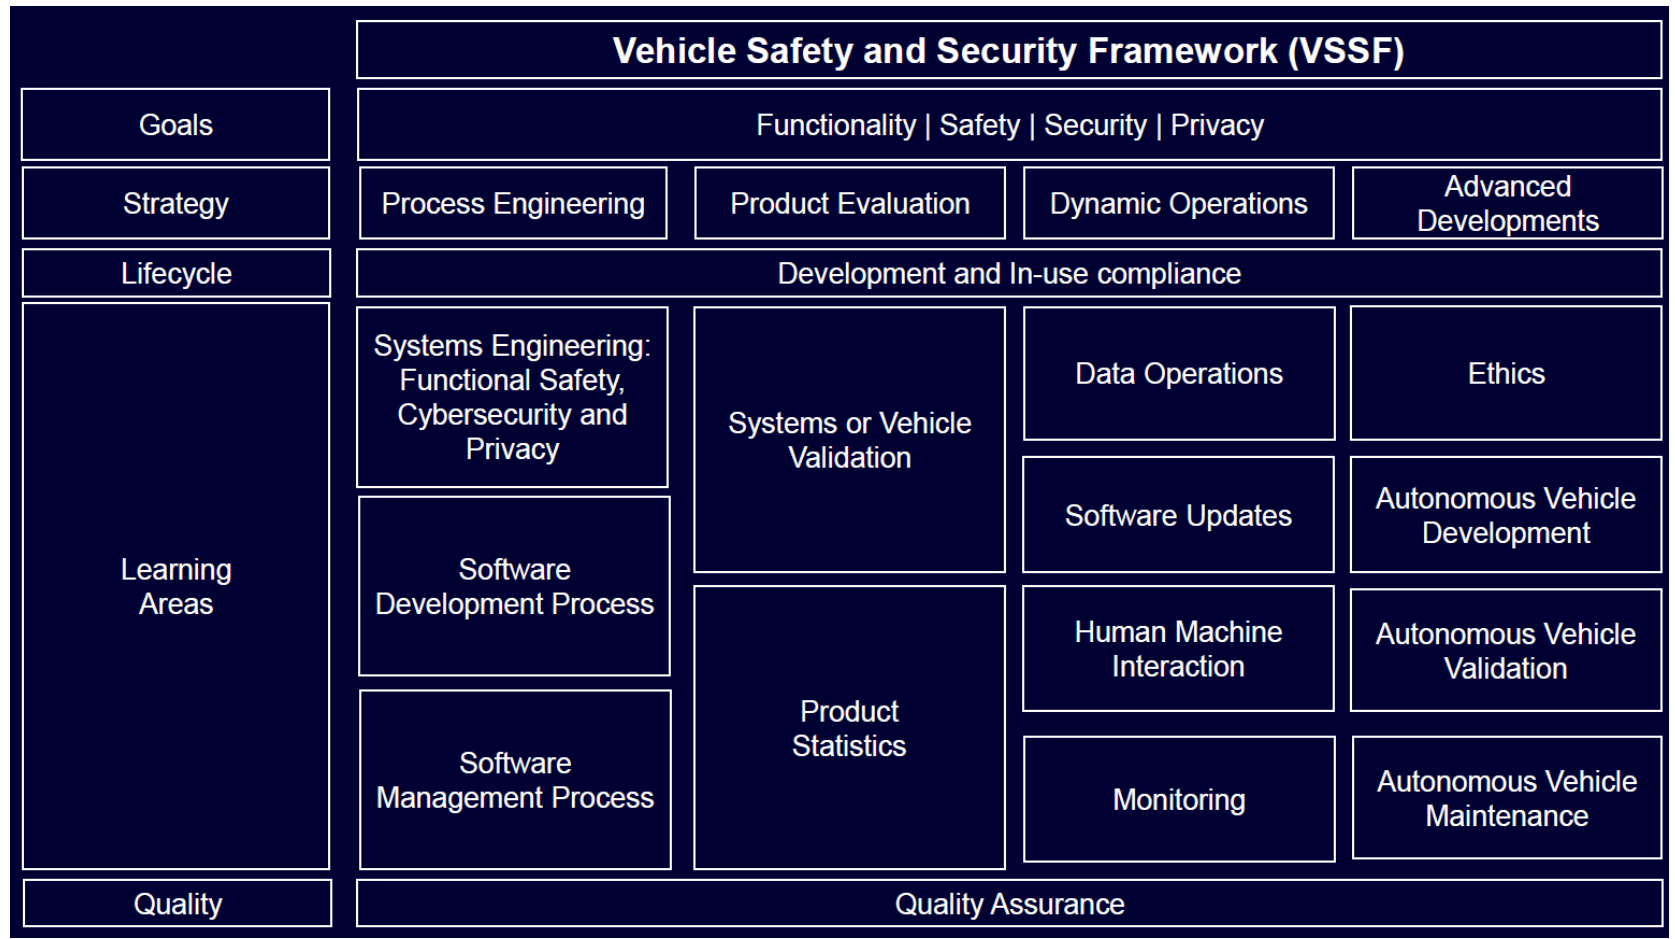 Vehicle Safety and Security Framework (VSSF)
Goals
Functionality | Safety | Security | Privacy
Strategy
Process Engineering
Product Evaluation
Dynamic Operations
Advanced
Developments
Lifecycle
Development and In-use compliance
Learning
Areas
Systems Engineering:
Functional Safety,
Cybersecurity and
Privacy
Software
Development Process
Software
Management Process
Systems or Vehicle
Validation
Product
Statistics
Data Operations
Software Updates
Human Machine
Interaction
Monitoring
Ethics
Autonomous Vehicle
Development
Autonomous Vehicle
Validation
Autonomous Vehicle
Maintenance
Quality
Quality Assurance